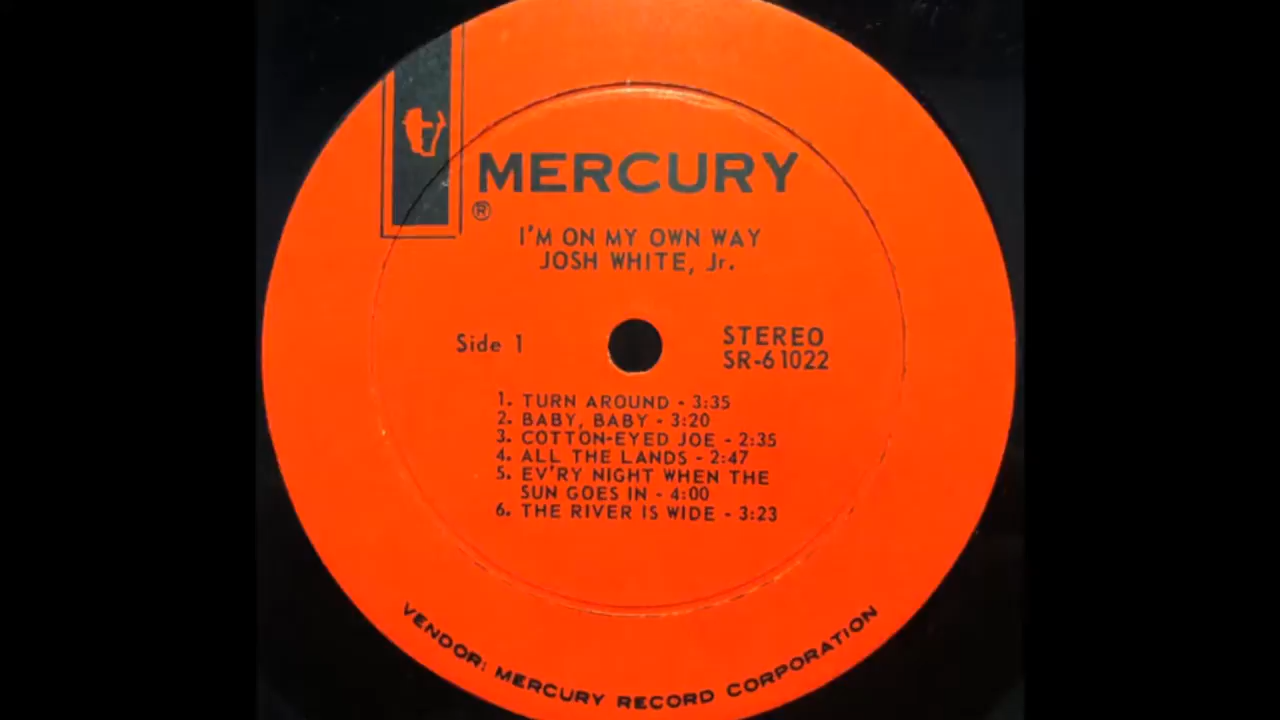 MERCURY
®
I'M ON MY OWN WAY
JOSH WHITE, Jr.
Side 1
STEREO
SR-61022
1. TURN AROUND - 3:35
2. BABY, BABY - 3:20
3. COTTON-EYED JOE - 2:35
4. ALL THE LANDS - 2:47
5. EV'RY NIGHT WHEN THE
SUN GOES IN - 4:00
6. THE RIVER IS WIDE - 3:23
VENDOR: MERCURY RECORD CORPORATION